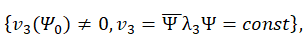 {v₃(Ψ₀) ≠ 0, v₃ = Ψ̅λ₃Ψ = const},